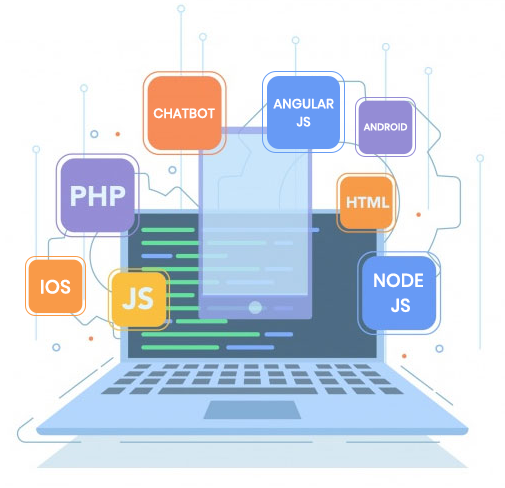 CHATBOT
ANGULAR
JS
ANDROID
PHP
HTML
IOS
JS
NODE
JS